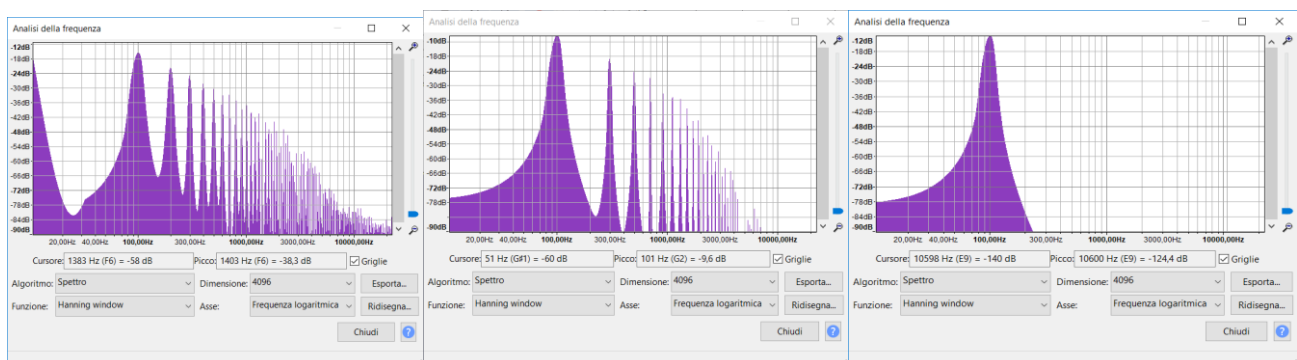 Analisi della frequenza
-12dB
-18dB
-24dB
-30dB
-36dB
-42dB
-48dB
-54dB
-60dB
-66dB
-72dB
-78dB
-84dB
-90dB
20,00Hz 40,00Hz 100,00Hz 300,00Hz 1000,00Hz 3000,00Hz 10000,00Hz
Cursore: 1383 Hz (F6) = -58 dB Picco: 1403 Hz (F6) = -38,3 dB Griglie
Algoritmo: Spettro Dimensione: 4096 Esporta...
Funzione: Hanning window Asse: Frequenza logaritmica Ridisegna...
Chiudi
Analisi della frequenza
-10dB
-18dB
-24dB
-30dB
-36dB
-42dB
-48dB
-54dB
-60dB
-66dB
-72dB
-78dB
-84dB
-90dB
20,00Hz 40,00Hz 100,00Hz 300,00Hz 1000,00Hz 3000,00Hz 10000,00Hz
Cursore: 51 Hz (G#1) = -60 dB Picco: 101 Hz (G2) = -9,6 dB Griglie
Algoritmo: Spettro Dimensione: 4096 Esporta...
Funzione: Hanning window Asse: Frequenza logaritmica Ridisegna...
Chiudi
Analisi della frequenza
-12dB
-18dB
-24dB
-30dB
-36dB
-42dB
-48dB
-54dB
-60dB
-66dB
-72dB
-78dB
-84dB
-90dB
20,00Hz 40,00Hz 100,00Hz 300,00Hz 1000,00Hz 3000,00Hz 10000,00Hz
Cursore: 10598 Hz (E9) = -140 dB Picco: 10600 Hz (E9) = -124,4 dB Griglie
Algoritmo: Spettro Dimensione: 4096 Esporta...
Funzione: Hanning window Asse: Frequenza logaritmica Ridisegna...
Chiudi